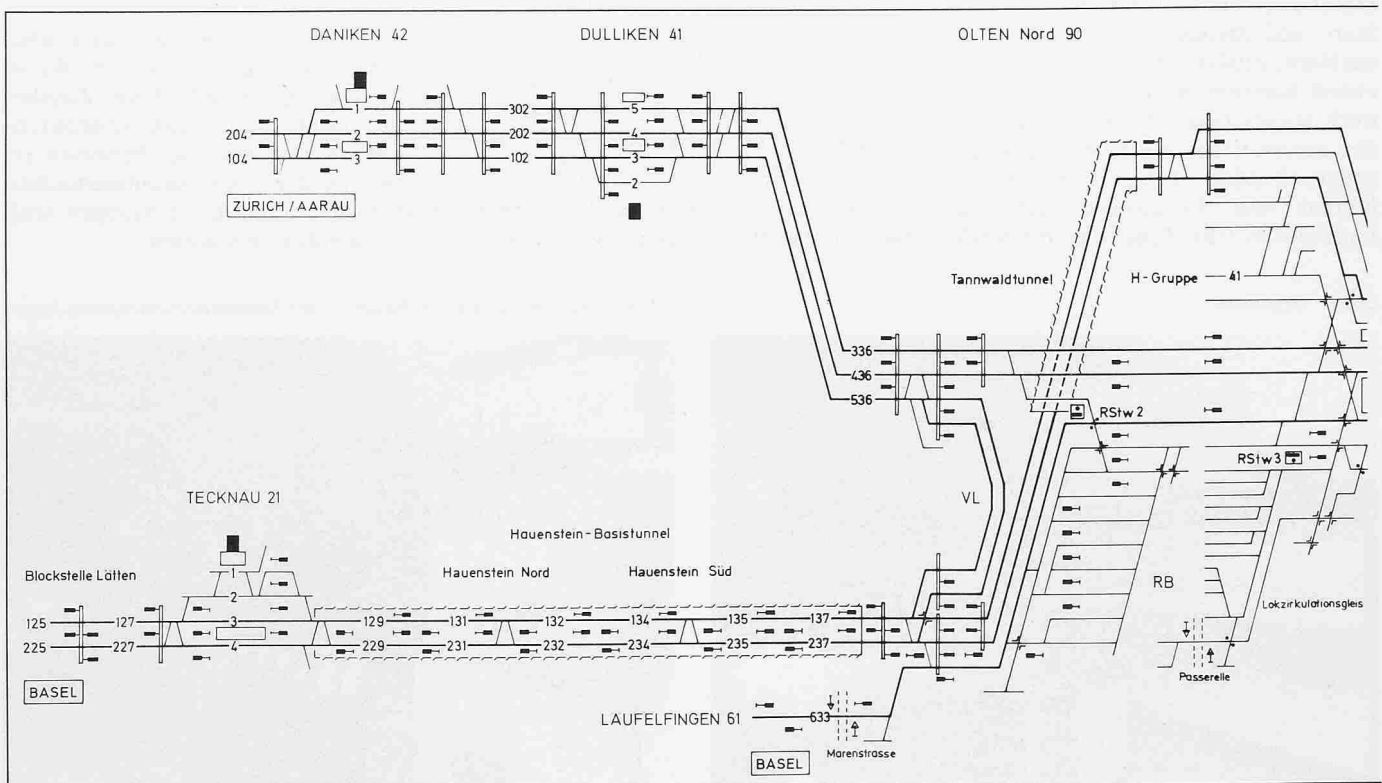 DANIKEN 42 DULLIKEN 41 OLTEN Nord 90
1 302 5
204 2 202 4
104 3 102 3
2
ZURICH / AARAU
Tannwaldtunnel H-Gruppe 41
336
436
536
RStw 2
RStw 3
TECKNAU 21
VL
Hauenstein-Basistunnel
Blockstelle Lätten Hauenstein Nord Hauenstein Süd
1
2
RB
Lokzirkulationsgleis
125 127 3 129 131 132 134 135 137
225 227 4 229 231 232 234 235 237
BASEL
Passerelle
LAUFELFINGEN 61 633
Marenstrasse
BASEL